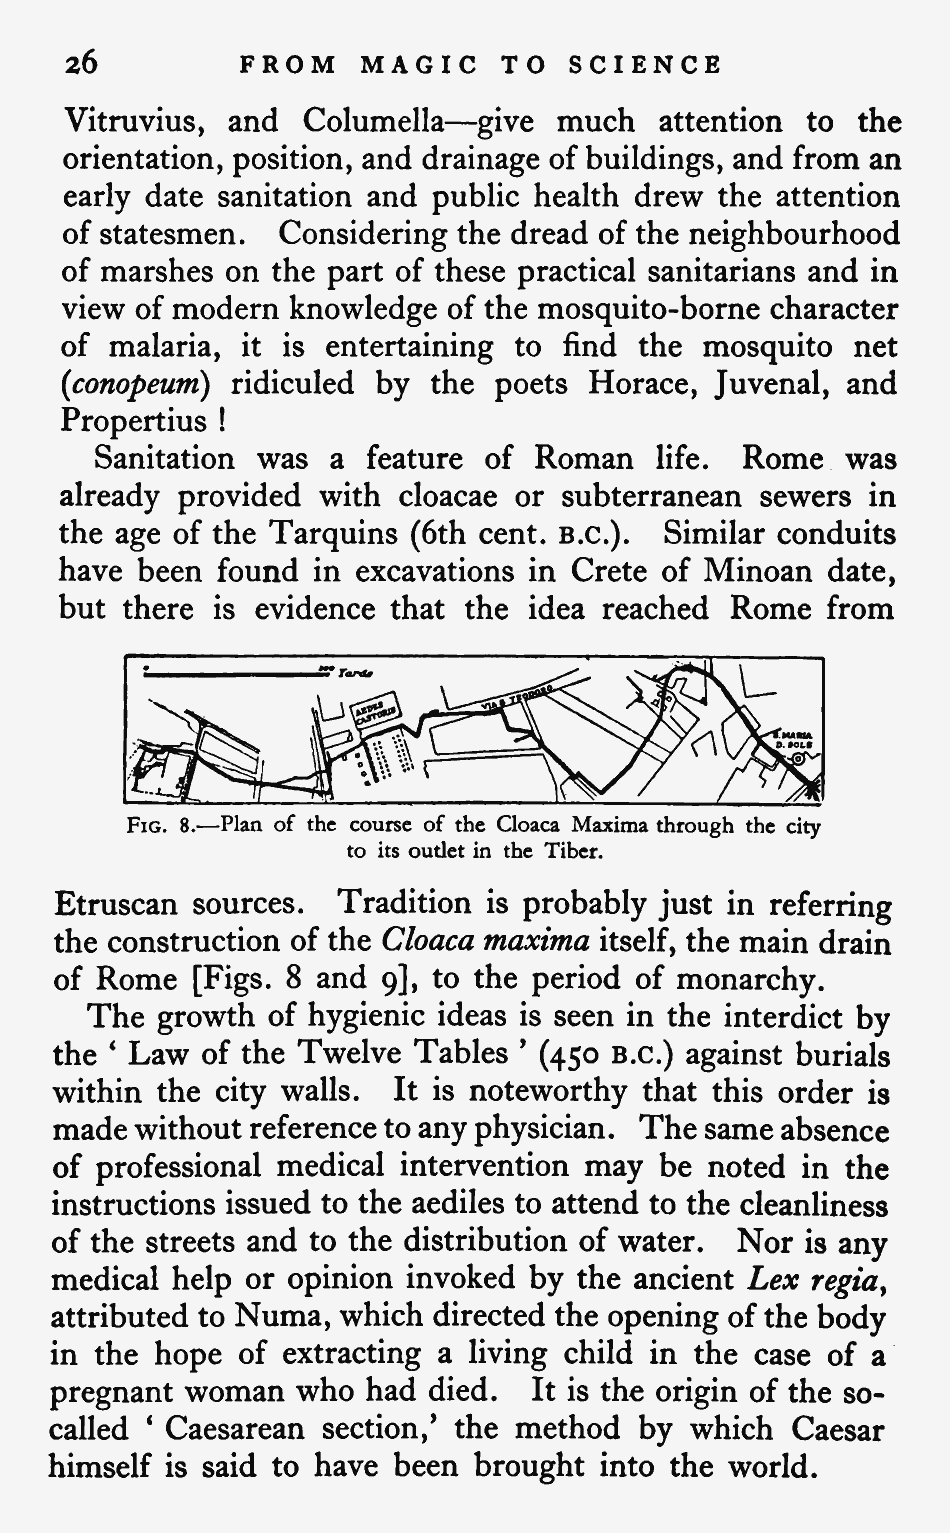 26 FROM MAGIC TO SCIENCE
Vitruvius, and Columella—give much attention to the
orientation, position, and drainage of buildings, and from an
early date sanitation and public health drew the attention
of statesmen. Considering the dread of the neighbourhood
of marshes on the part of these practical sanitarians and in
view of modern knowledge of the mosquito-borne character
of malaria, it is entertaining to find the mosquito net
(conopeum) ridiculed by the poets Horace, Juvenal, and
Propertius !
Sanitation was a feature of Roman life. Rome was
already provided with cloacae or subterranean sewers in
the age of the Tarquins (6th cent. B.C.). Similar conduits
have been found in excavations in Crete of Minoan date,
but there is evidence that the idea reached Rome from
Yards
AEDES
CASTORIS
VIA S TEODORO
S. MARIA
D. SOLE
FIG. 8.—Plan of the course of the Cloaca Maxima through the city
to its outlet in the Tiber.
Etruscan sources. Tradition is probably just in referring
the construction of the Cloaca maxima itself, the main drain
of Rome [Figs. 8 and 9], to the period of monarchy.
The growth of hygienic ideas is seen in the interdict by
the ‘ Law of the Twelve Tables ’ (450 B.C.) against burials
within the city walls. It is noteworthy that this order is
made without reference to any physician. The same absence
of professional medical intervention may be noted in the
instructions issued to the aediles to attend to the cleanliness
of the streets and to the distribution of water. Nor is any
medical help or opinion invoked by the ancient Lex regia,
attributed to Numa, which directed the opening of the body
in the hope of extracting a living child in the case of a
pregnant woman who had died. It is the origin of the so-
called ‘ Caesarean section,’ the method by which Caesar
himself is said to have been brought into the world.